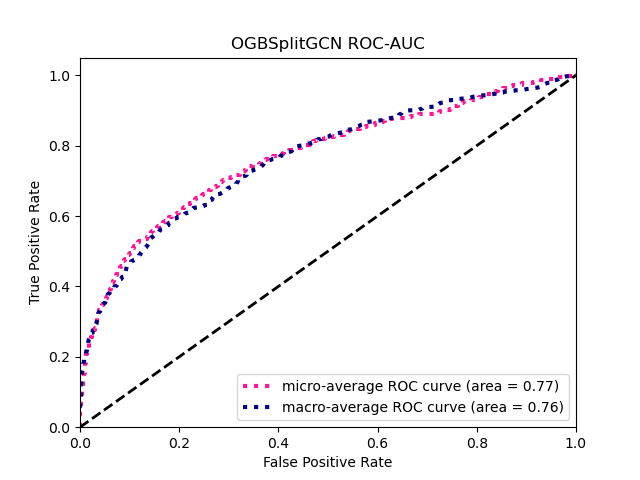 OGBSplitGCN ROC-AUC
True Positive Rate
1.0
0.8
0.6
0.4
0.2
0.0
micro-average ROC curve (area = 0.77)
macro-average ROC curve (area = 0.76)
0.0 0.2 0.4 0.6 0.8 1.0
False Positive Rate